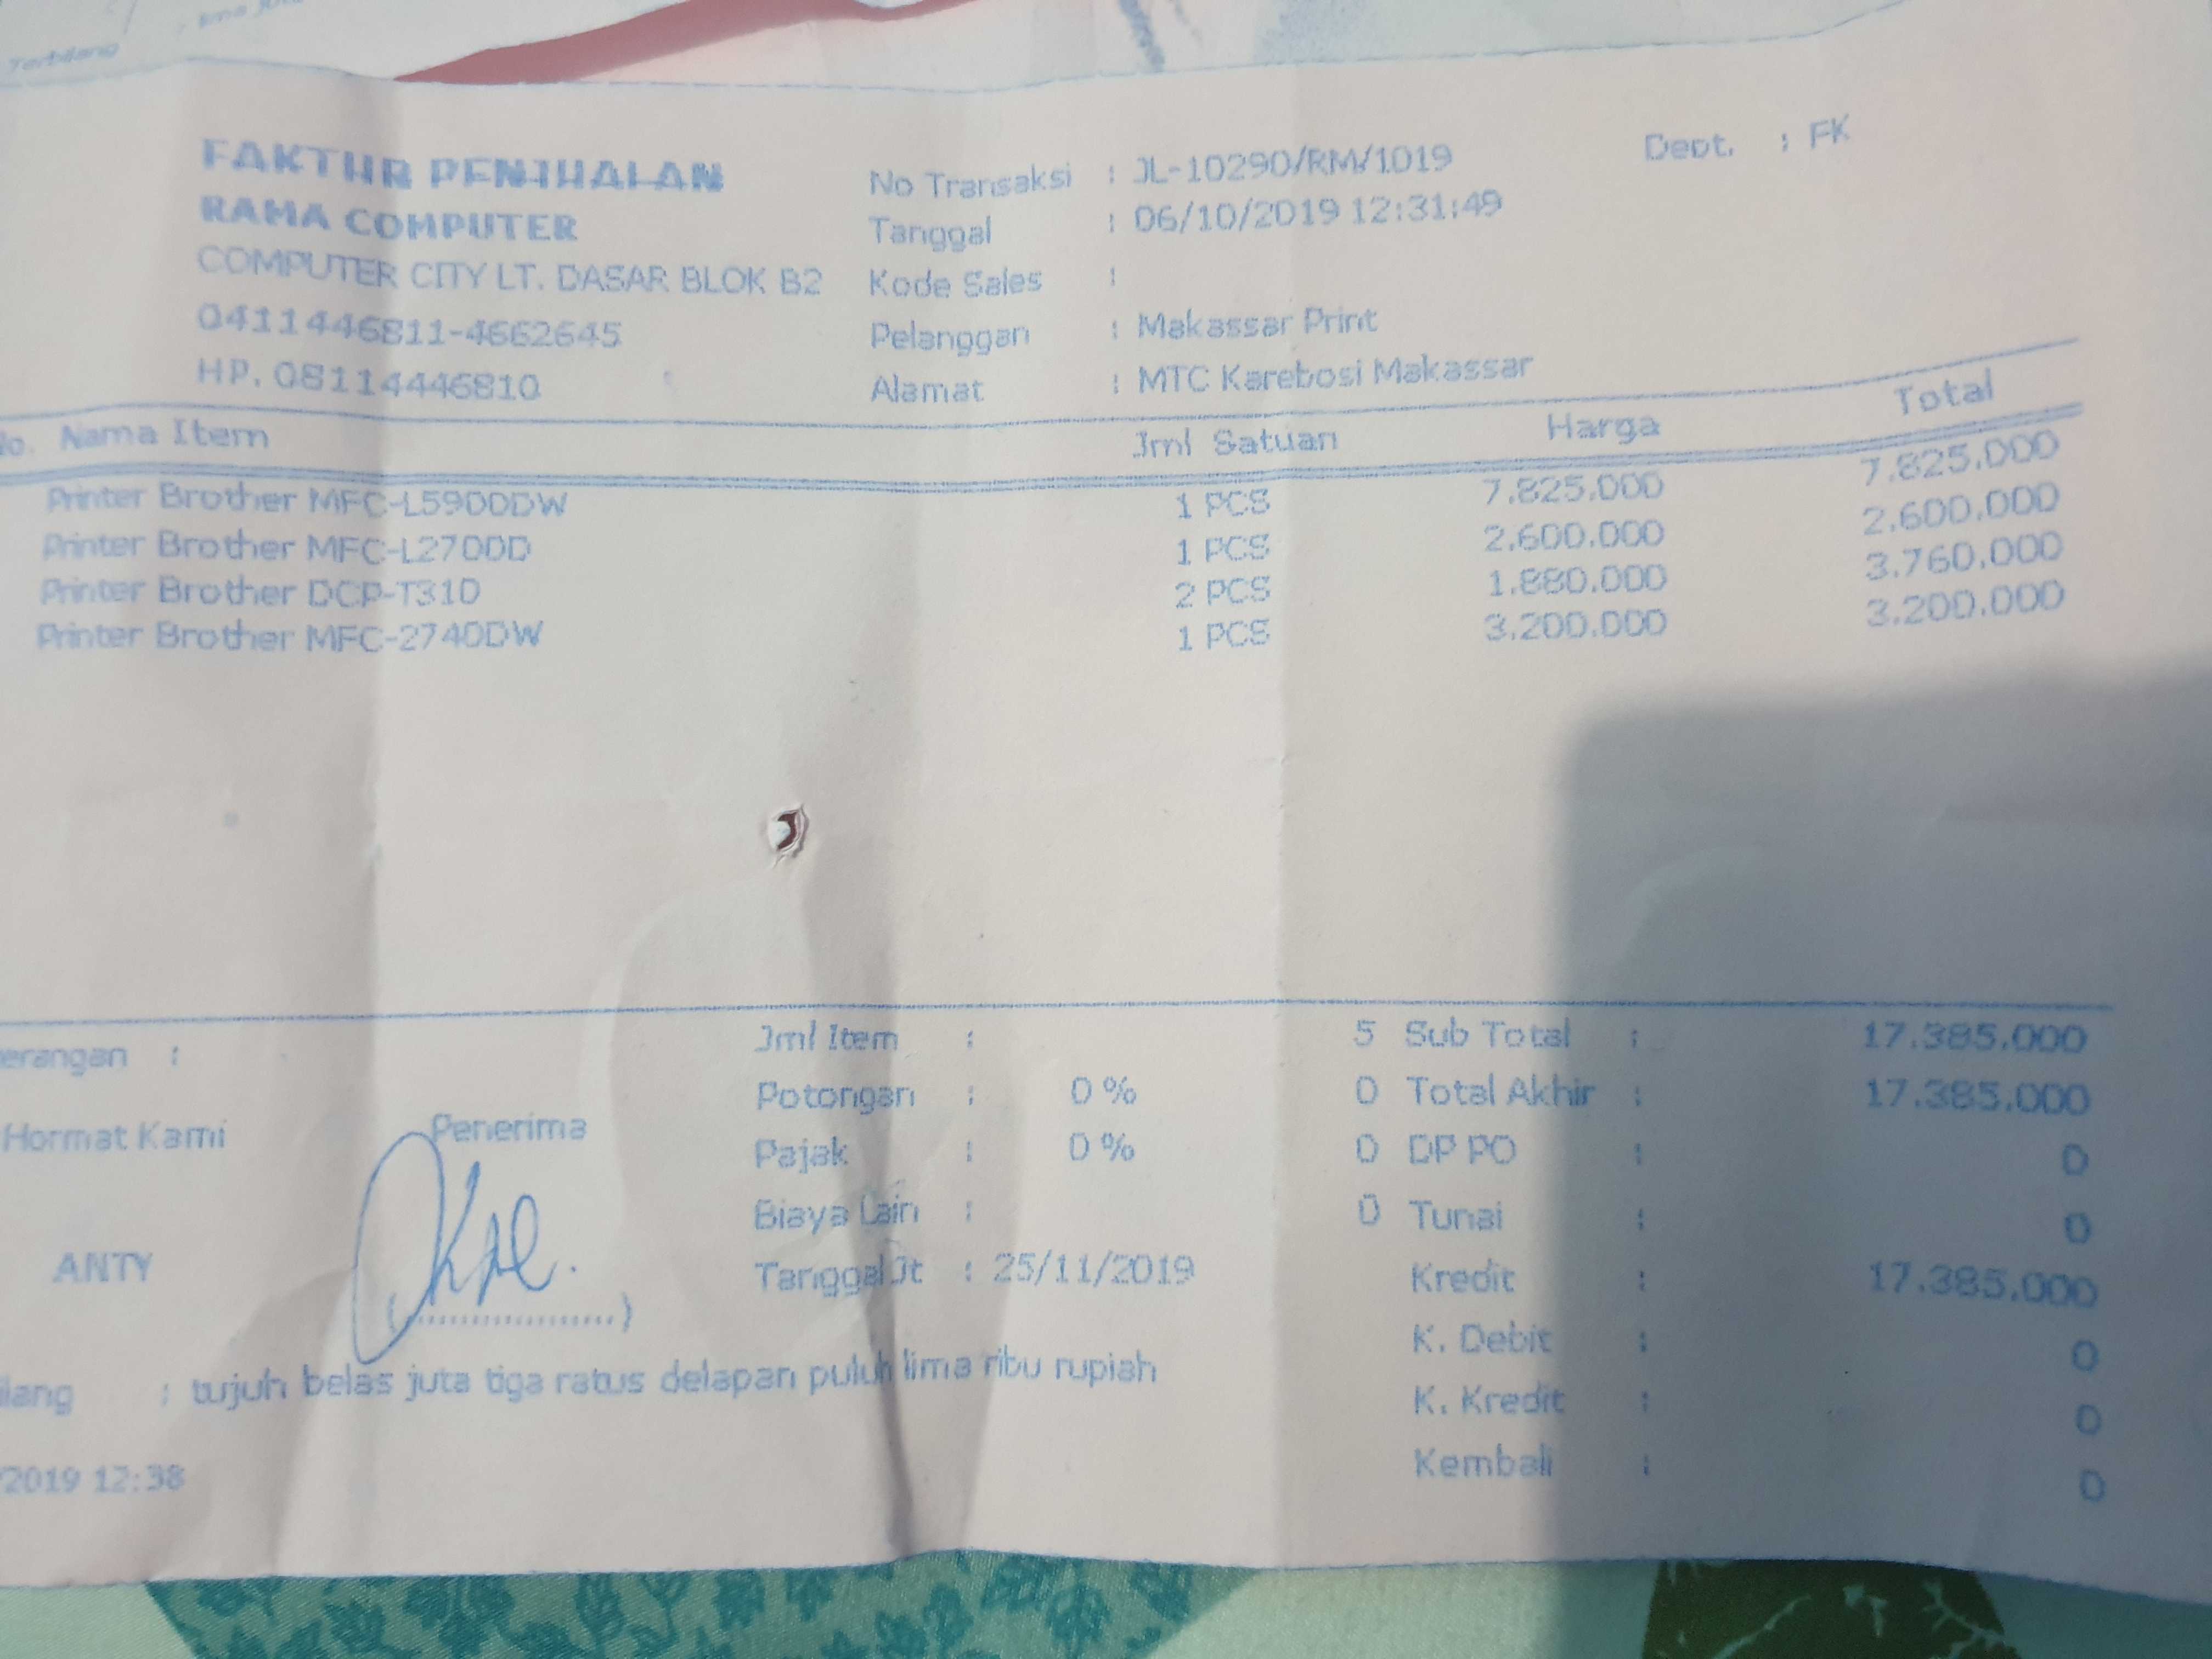 Terbilang : lima
FAKTUR PENJUALAN
RAMA COMPUTER
COMPUTER CITY LT. DASAR BLOK B2
0411446811-4662645
HP. 08114446810
No Transaksi : JL-10290/RM/1019
Tanggal : 06/10/2019 12:31:49
Kode Sales :
Pelanggan : Makassar Print
Alamat : MTC Karebosi Makassar
Dept. : FK
No. Nama Item Jml Satuan Harga Total
Printer Brother MFC-L5900DW 1 PCS 7.825.000 7.825.000
Printer Brother MFC-L2700D 1 PCS 2.600.000 2.600.000
Printer Brother DCP-T310 2 PCS 1.880.000 3.760.000
Printer Brother MFC-2740DW 1 PCS 3.200.000 3.200.000
erangan :
Hormat Kami
Penerima
ANTY
(....................)
Jml Item : 5
Potongan : 0 % 0
Pajak : 0 % 0
Biaya Lain : 0
Tanggal Jt : 25/11/2019
Sub Total : 17.385.000
Total Akhir : 17.385.000
DP PO : 0
Tunai : 0
Kredit : 17.385.000
K. Debit : 0
K. Kredit : 0
Kembali : 0
ilang : tujuh belas juta tiga ratus delapan puluh lima ribu rupiah
/2019 12:38